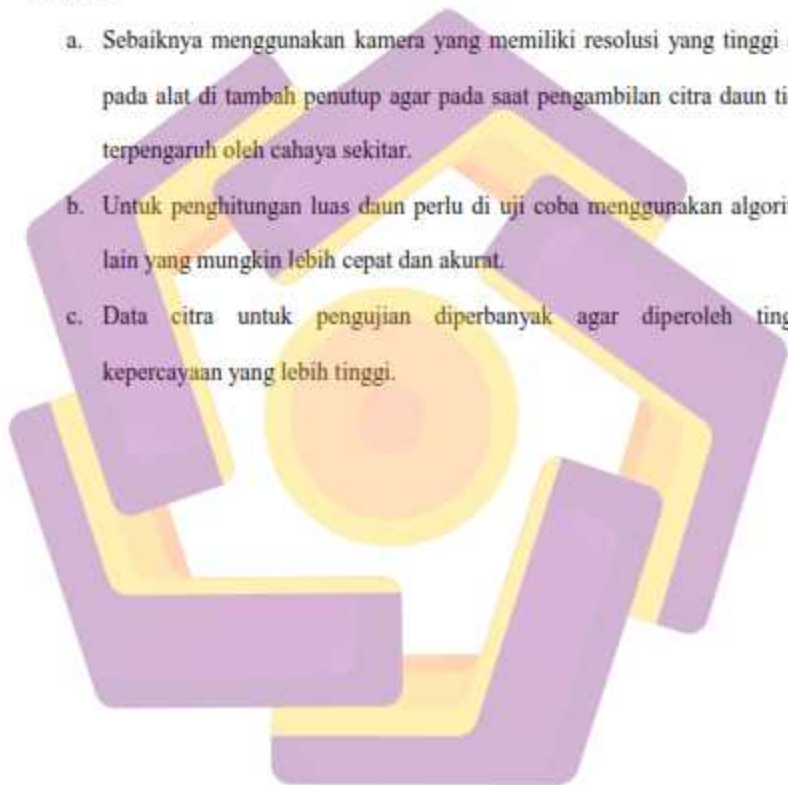 a. Sebaiknya menggunakan kamera yang memiliki resolusi yang tinggi
pada alat di tambah penutup agar pada saat pengambilan citra daun
terpengaruh oleh cahaya sekitar.
b. Untuk penghitungan luas daun perlu di uji coba menggunakan
lain yang mungkin lebih cepat dan akurat.
c. Data citra untuk pengujian diperbanyak agar diperoleh
kepercayaan yang lebih tinggi.